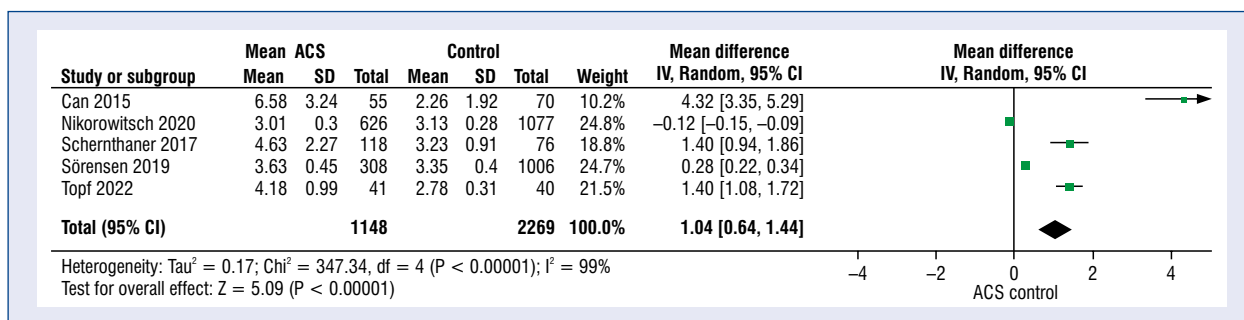 Mean ACS Control Mean difference Mean difference
Study or subgroup Mean SD Total Mean SD Total Weight IV, Random, 95% CI IV, Random, 95% CI
Can 2015 6.58 3.24 55 2.26 1.92 70 10.2% 4.32 [3.35, 5.29]
Nikorowitsch 2020 3.01 0.3 626 3.13 0.28 1077 24.8% –0.12 [–0.15, –0.09]
Schernthaner 2017 4.63 2.27 118 3.23 0.91 76 18.8% 1.40 [0.94, 1.86]
Sörensen 2019 3.63 0.45 308 3.35 0.4 1006 24.7% 0.28 [0.22, 0.34]
Topf 2022 4.18 0.99 41 2.78 0.31 40 21.5% 1.40 [1.08, 1.72]
Total (95% CI) 1148 2269 100.0% 1.04 [0.64, 1.44]
Heterogeneity: Tau² = 0.17; Chi² = 347.34, df = 4 (P < 0.00001); I² = 99%
Test for overall effect: Z = 5.09 (P < 0.00001)
–4 –2 0 2 4
ACS control